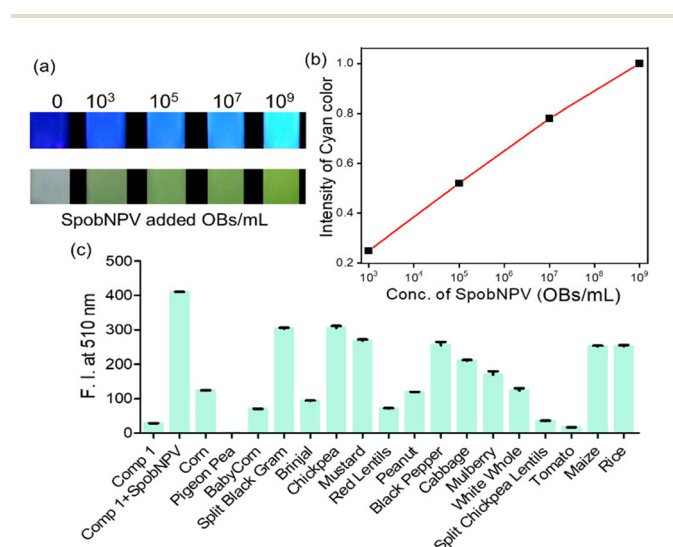 (a)
0 10³ 10⁵ 10⁷ 10⁹
SpobNPV added OBs/mL
(b)
Intensity of Cyan color
1.0
0.8
0.6
0.4
0.2
10³ 10⁴ 10⁵ 10⁶ 10⁷ 10⁸ 10⁹
Conc. of SpobNPV (OBs/mL)
(c)
F. I. at 510 nm
500
400
300
200
100
0
Comp 1
Comp 1+SpobNPV
Corn
Pigeon Pea
BabyCorn
Split Black Gram
Brinjal
Chickpea
Mustard
Red Lentils
Peanut
Black Pepper
Cabbage
Mulberry
White Whole
Split Chickpea Lentils
Tomato
Maize
Rice